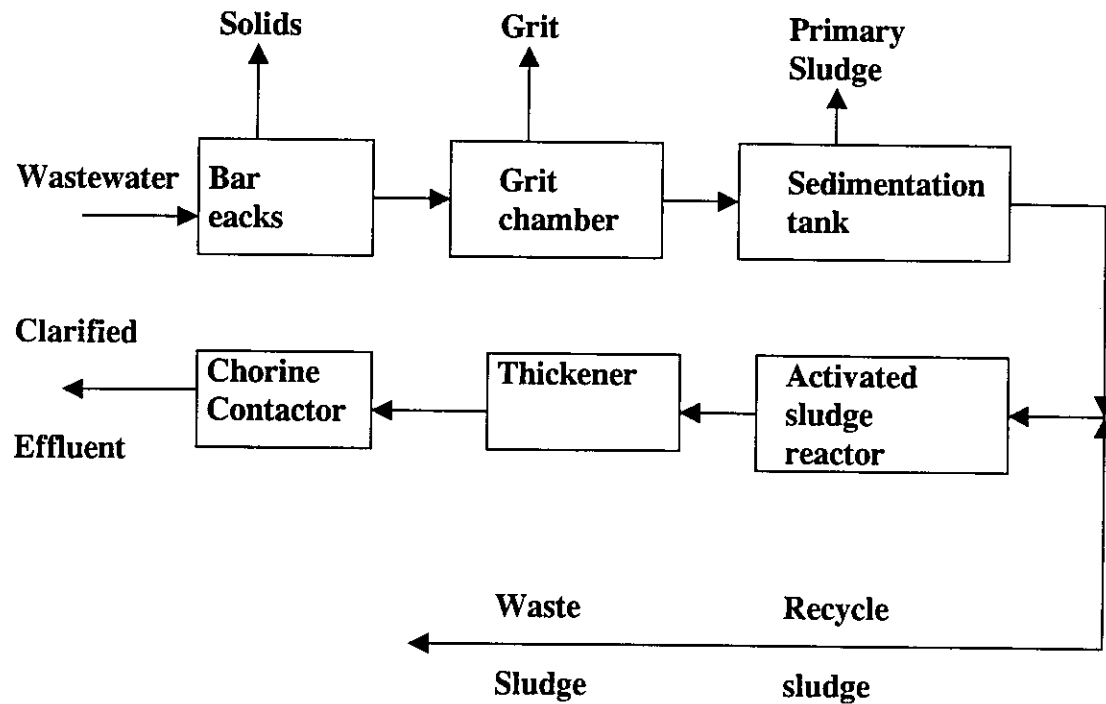 Solids
Grit
Primary
Sludge
Wastewater
Bar
eacks
Grit
chamber
Sedimentation
tank
Clarified
Effluent
Chorine
Contactor
Thickener
Activated
sludge
reactor
Waste
Sludge
Recycle
sludge